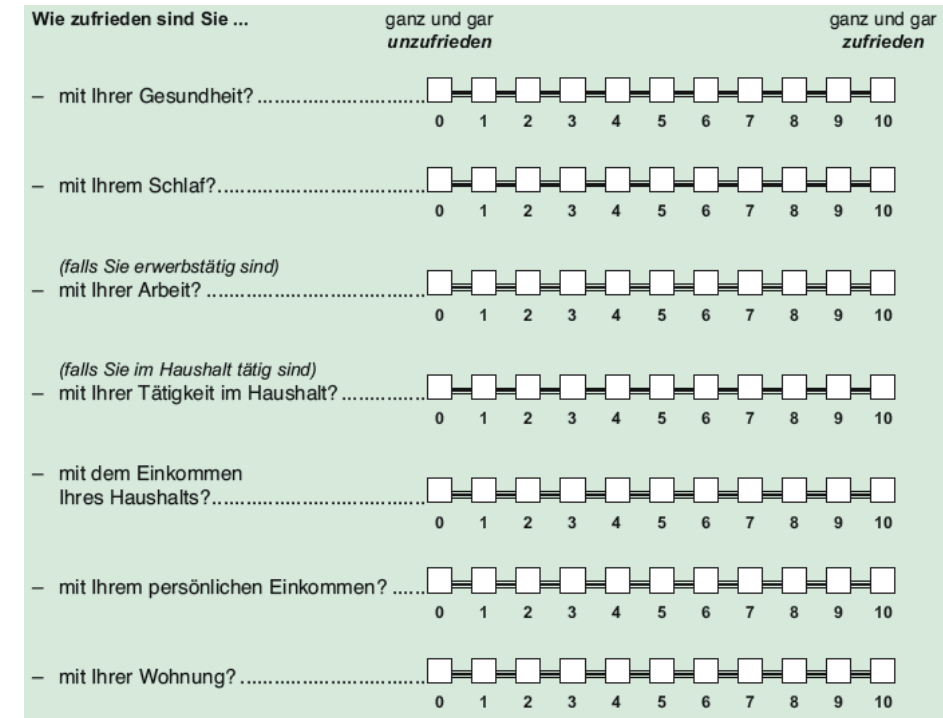 Wie zufrieden sind Sie ... ganz und gar ganz und gar
unzufrieden zufrieden
– mit Ihrer Gesundheit? ..........................................
0 1 2 3 4 5 6 7 8 9 10
– mit Ihrem Schlaf?..........................................
0 1 2 3 4 5 6 7 8 9 10
(falls Sie erwerbstätig sind)
– mit Ihrer Arbeit? ..........................................
0 1 2 3 4 5 6 7 8 9 10
(falls Sie im Haushalt tätig sind)
– mit Ihrer Tätigkeit im Haushalt? ...............
0 1 2 3 4 5 6 7 8 9 10
– mit dem Einkommen
Ihres Haushalts?..........................................
0 1 2 3 4 5 6 7 8 9 10
– mit Ihrem persönlichen Einkommen? ......
0 1 2 3 4 5 6 7 8 9 10
– mit Ihrer Wohnung? ....................................
0 1 2 3 4 5 6 7 8 9 10